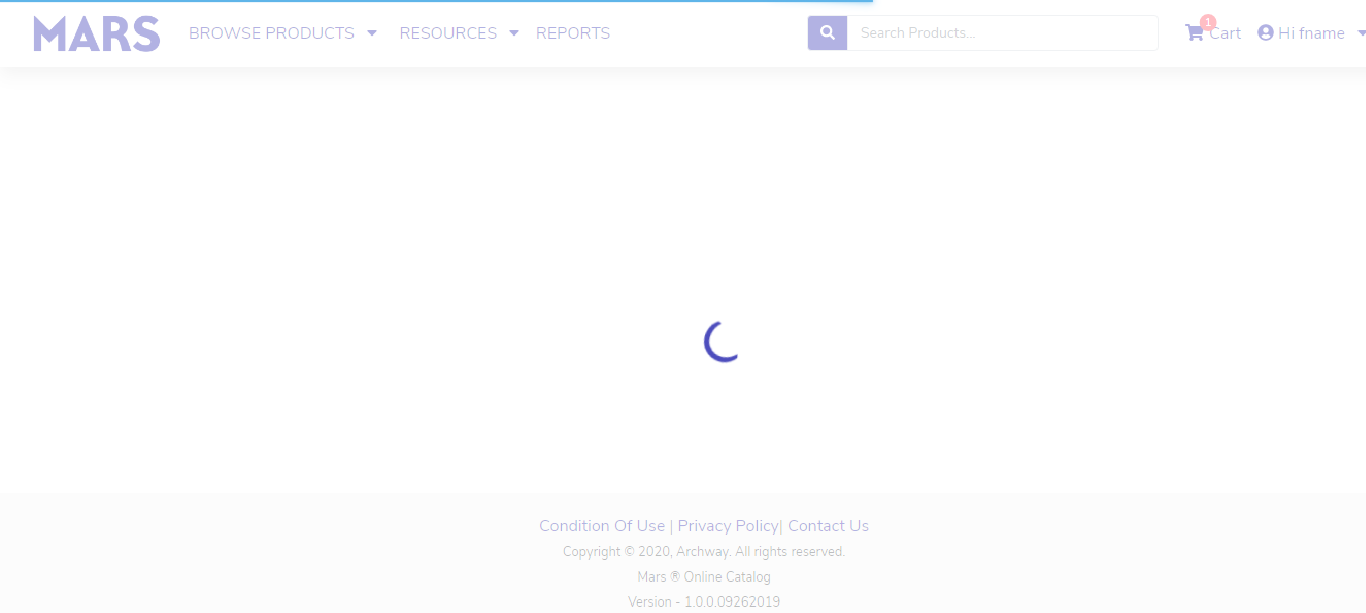 MARS BROWSE PRODUCTS RESOURCES REPORTS Search Products... 1 Cart Hi fname
Condition Of Use | Privacy Policy| Contact Us
Copyright © 2020, Archway. All rights reserved.
Mars ® Online Catalog
Version - 1.0.0.09262019